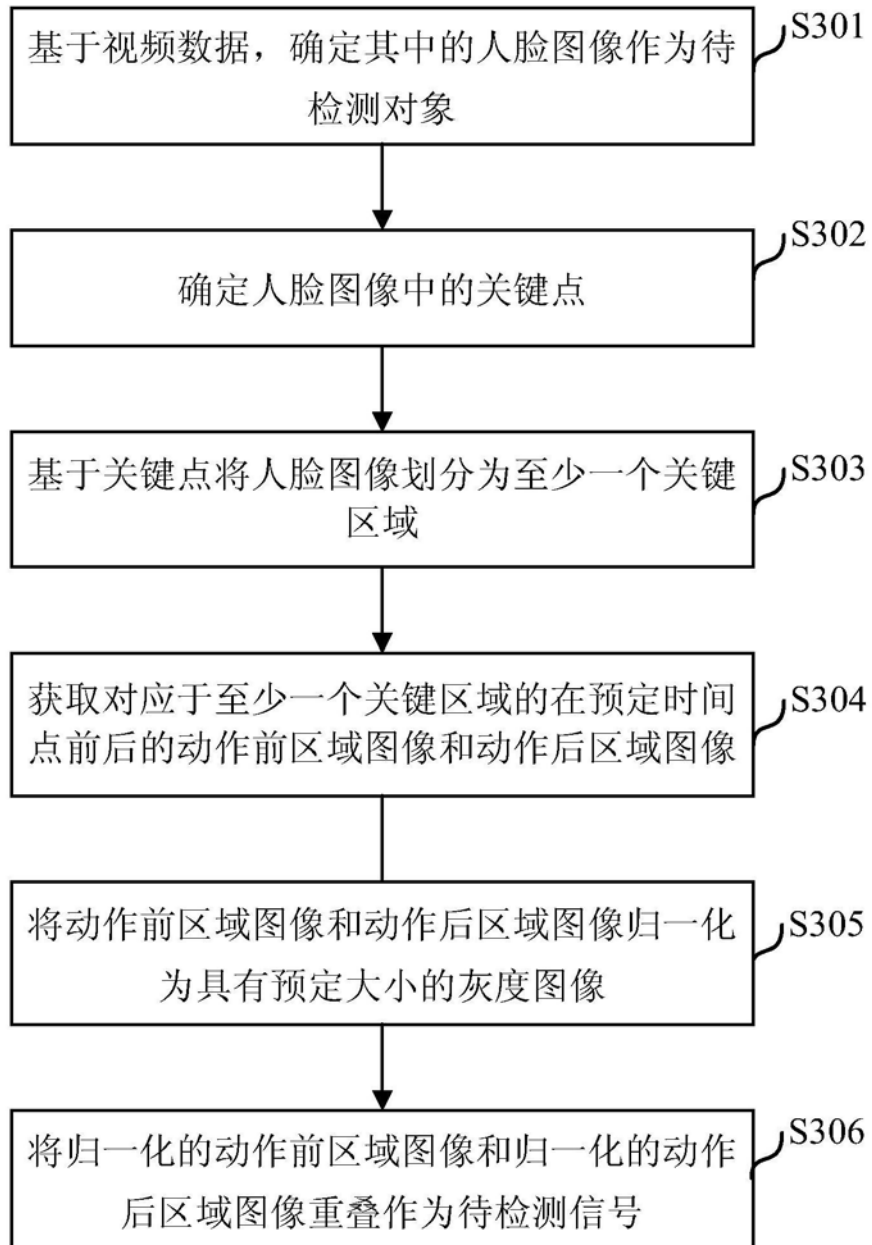 基于视频数据，确定其中的人脸图像作为待
检测对象
S301
确定人脸图像中的关键点
S302
基于关键点将人脸图像划分为至少一个关键
区域
S303
获取对应于至少一个关键区域的在预定时间
点前后的动作前区域图像和动作后区域图像
S304
将动作前区域图像和动作后区域图像归一化
为具有预定大小的灰度图像
S305
将归一化的动作前区域图像和归一化的动作
后区域图像重叠作为待检测信号
S306